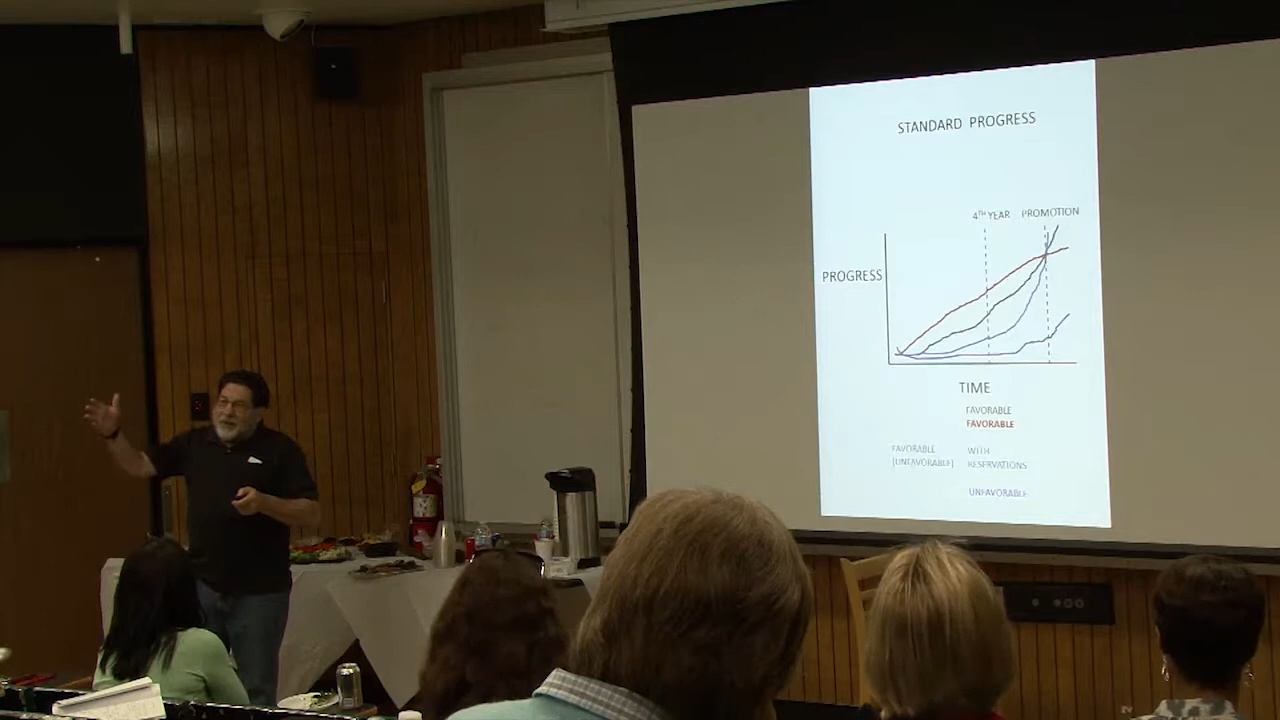 STANDARD PROGRESS
4TH YEAR PROMOTION
PROGRESS
TIME
FAVORABLE
FAVORABLE
FAVORABLE WITH
(UNFAVORABLE) RESERVATIONS
UNFAVORABLE